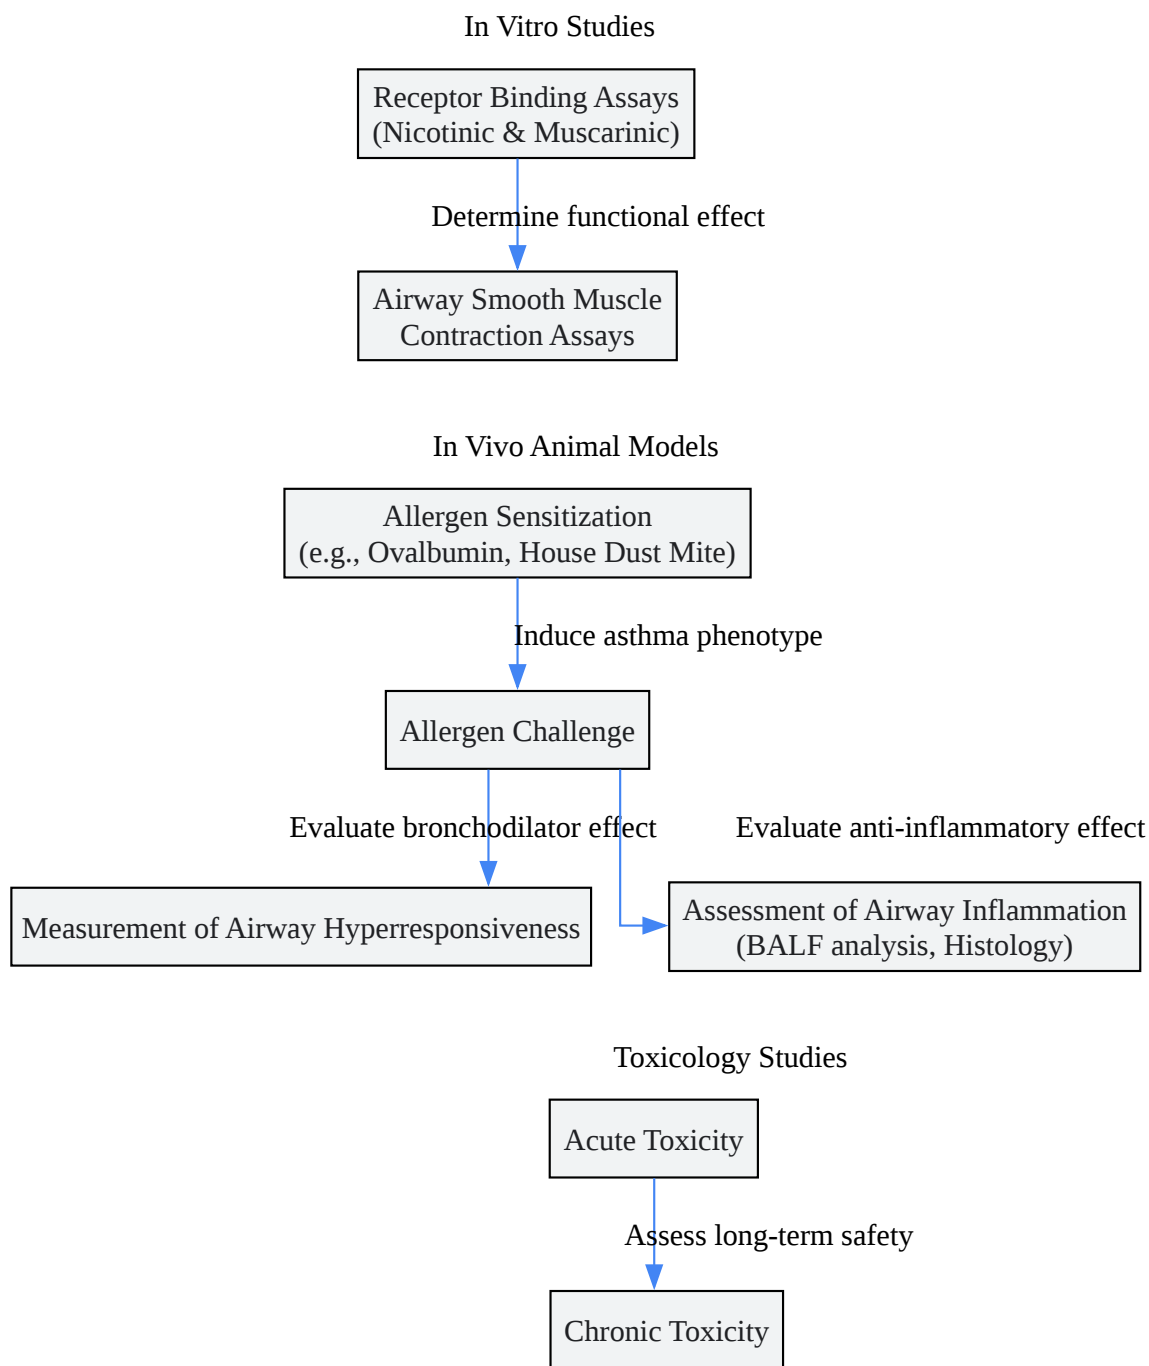 In Vitro Studies
Receptor Binding Assays
(Nicotinic & Muscarinic)
Determine functional effect
Airway Smooth Muscle
Contraction Assays
In Vivo Animal Models
Allergen Sensitization
(e.g., Ovalbumin, House Dust Mite)
Induce asthma phenotype
Allergen Challenge
Evaluate bronchodilator effect
Evaluate anti-inflammatory effect
Measurement of Airway Hyperresponsiveness
Assessment of Airway Inflammation
(BALF analysis, Histology)
Toxicology Studies
Acute Toxicity
Assess long-term safety
Chronic Toxicity